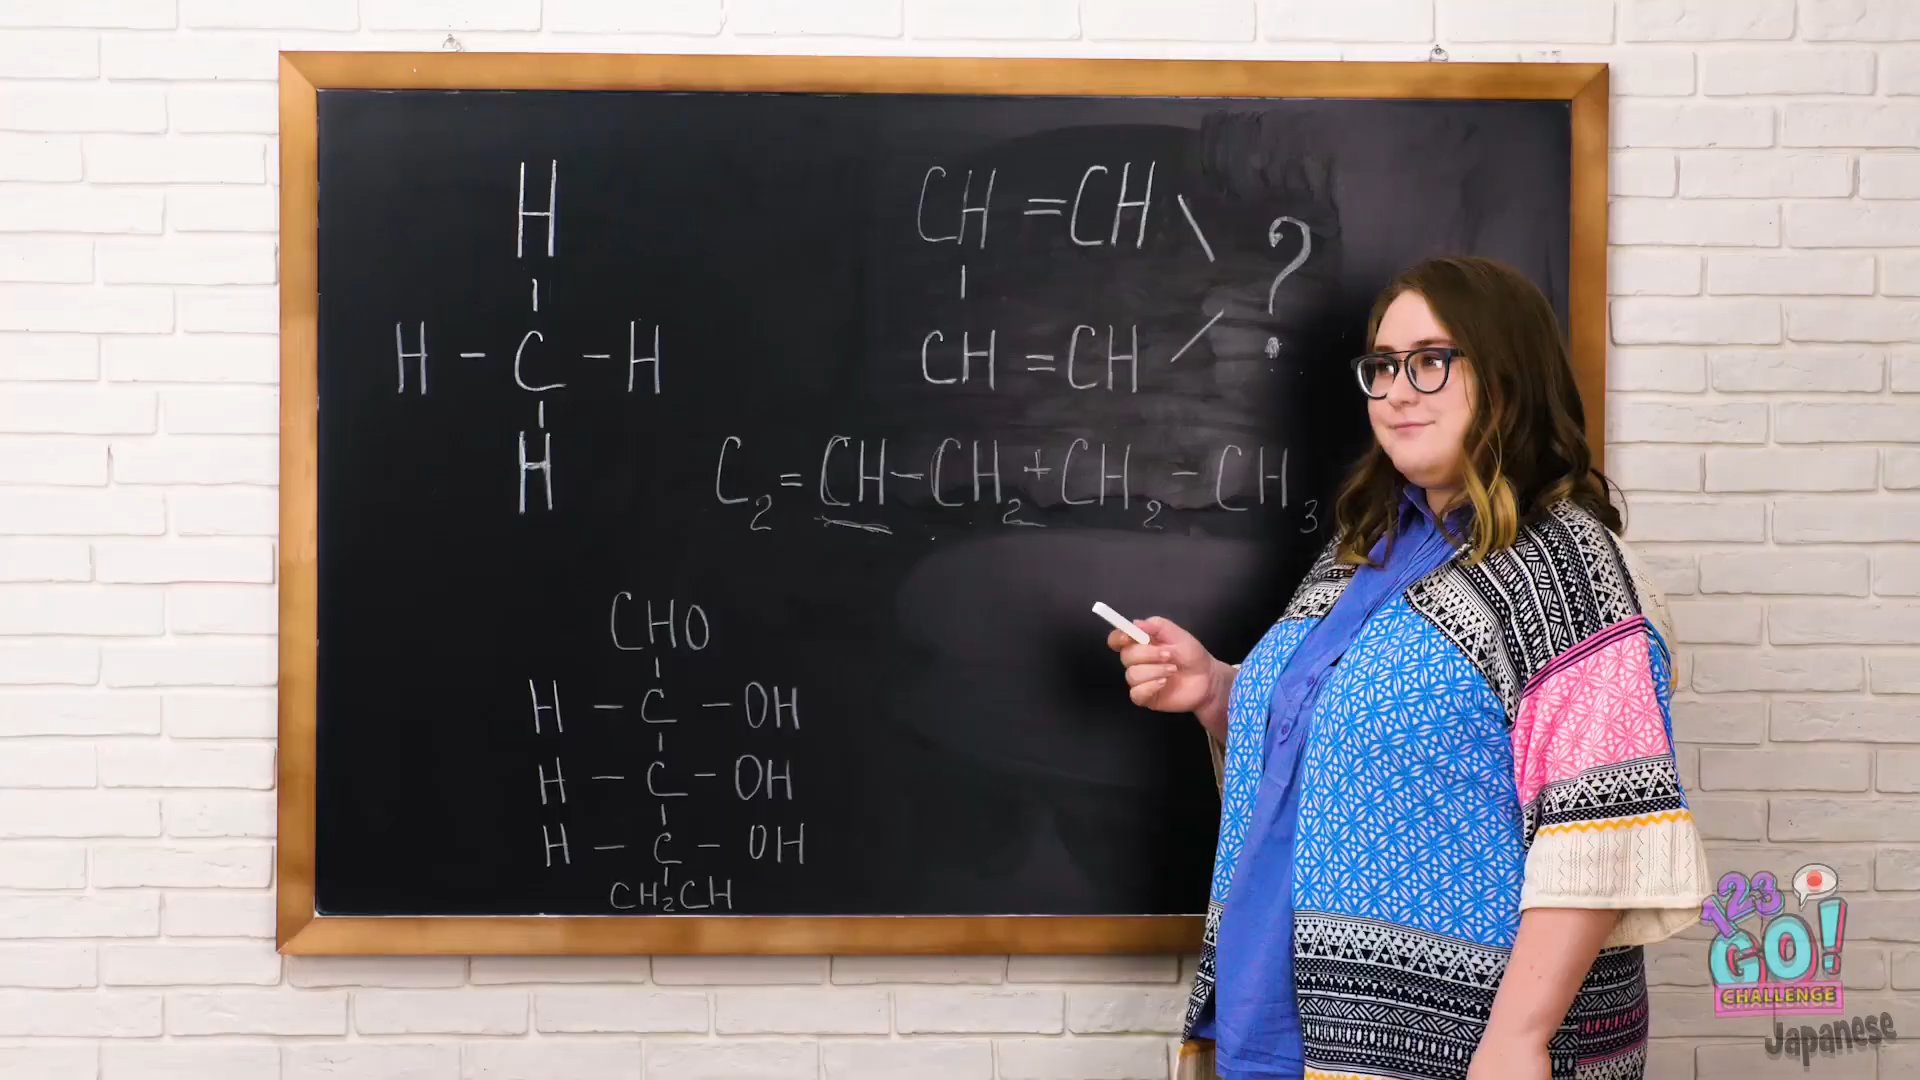 H
H – C – H
H
CH = CH
?
CH = CH
C₂ = CH – CH₂ + CH₂ – CH₃
CHO
H – C – OH
H – C – OH
H – C – OH
CH₂CH
123
GO!
CHALLENGE
Japanese